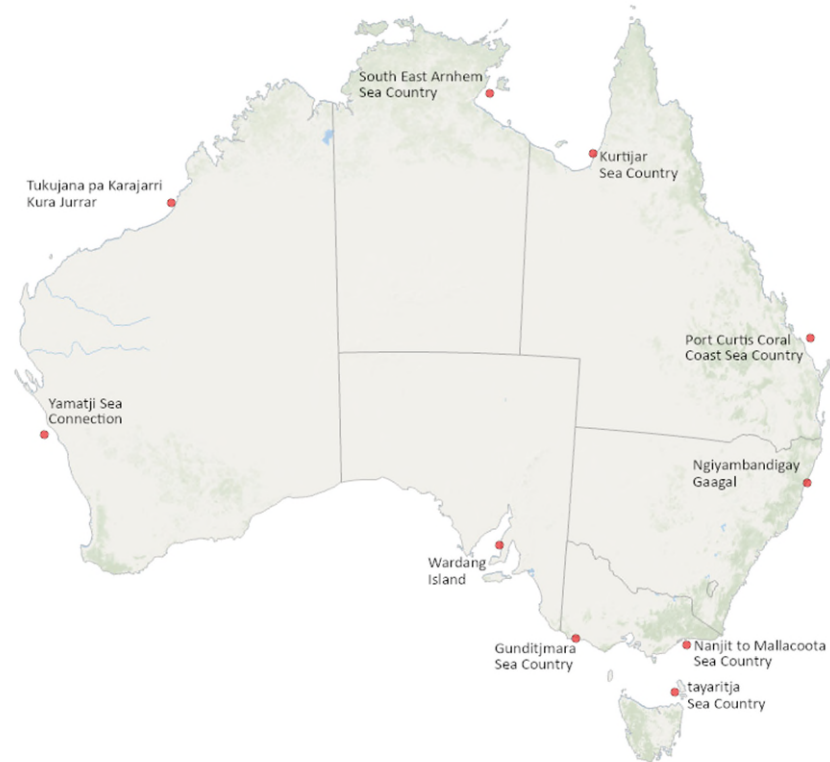 South East Arnhem
Sea Country
Kurtijar
Sea Country
Tukujana pa Karajarri
Kura Jurrar
Port Curtis Coral
Coast Sea Country
Yamatji Sea
Connection
Ngiyambandigay
Gaagal
Wardang
Island
Gunditjmara
Sea Country
Nanjit to Mallacoota
Sea Country
tayaritja
Sea Country